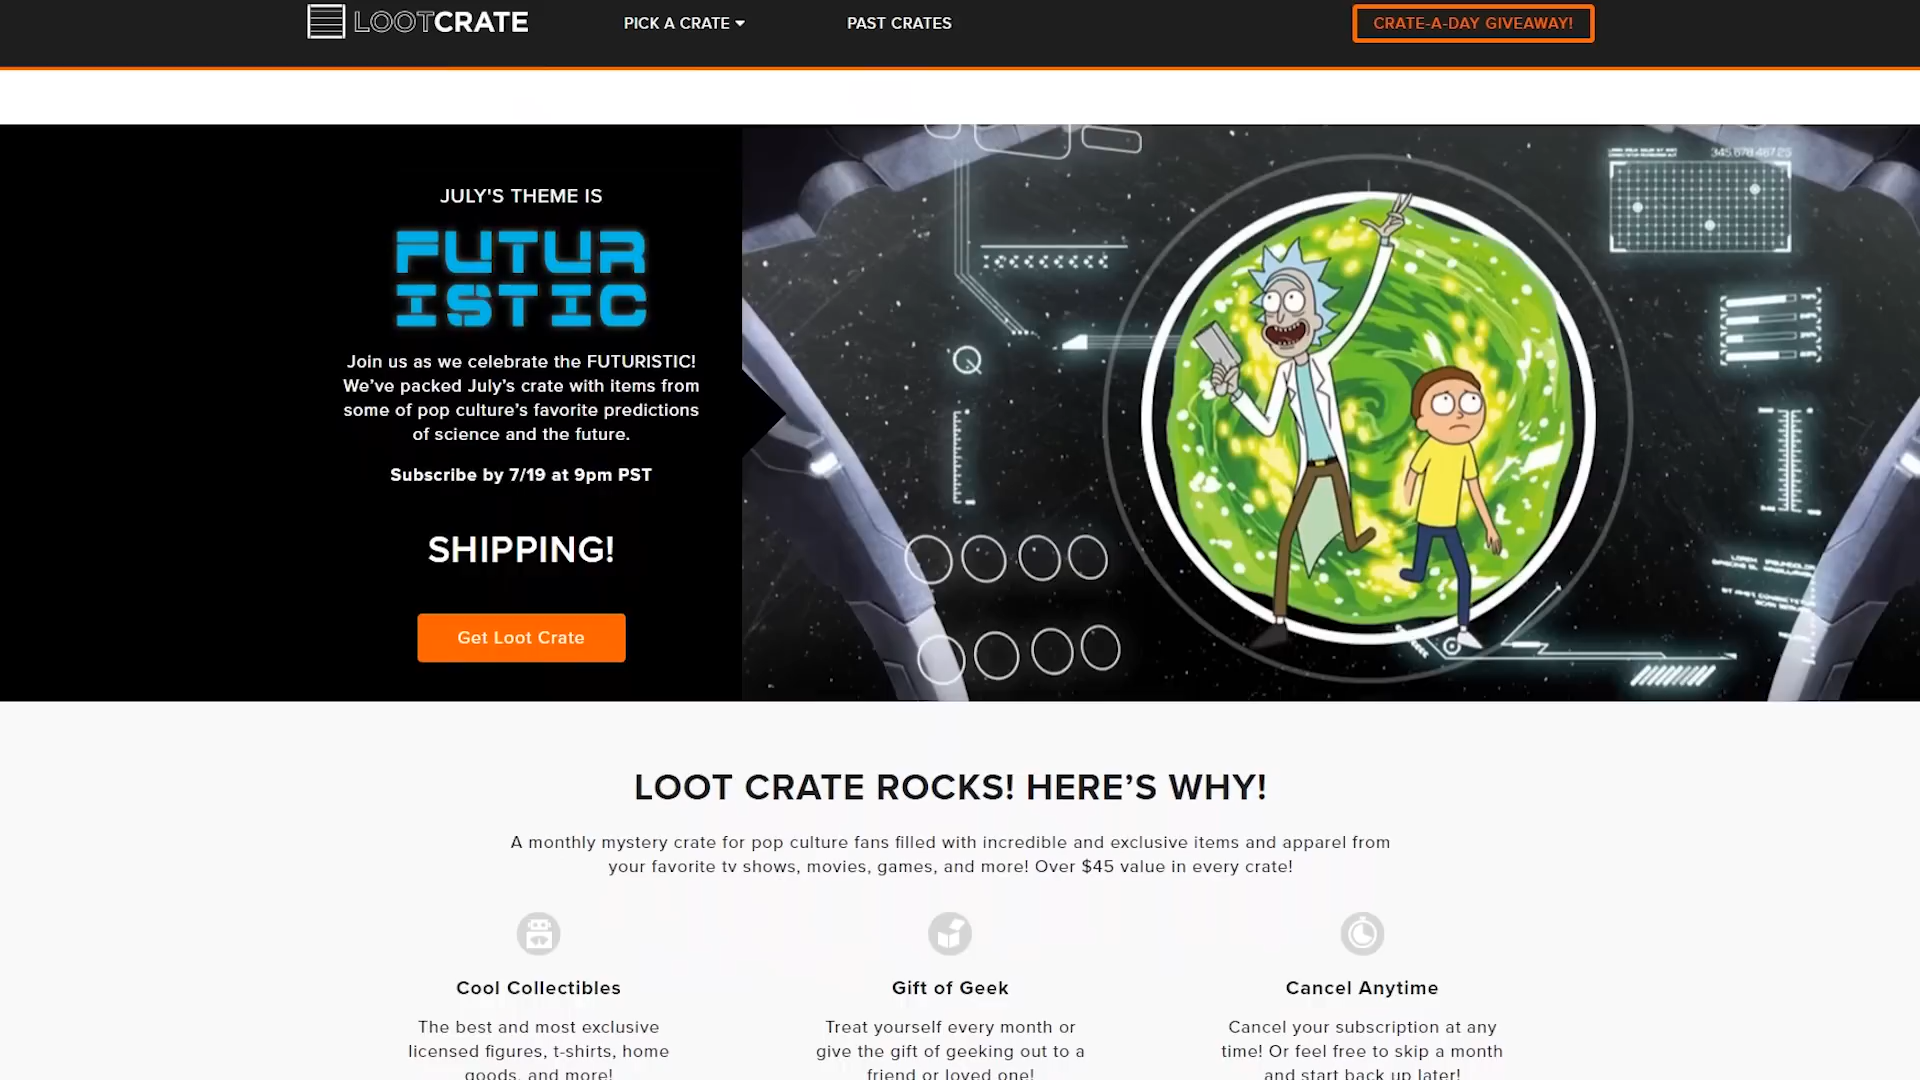 LOOTCRATE
PICK A CRATE
PAST CRATES
CRATE-A-DAY GIVEAWAY!
JULY'S THEME IS
FUTUR
ISTIC
Join us as we celebrate the FUTURISTIC!
We’ve packed July’s crate with items from
some of pop culture’s favorite predictions
of science and the future.
Subscribe by 7/19 at 9pm PST
SHIPPING!
Get Loot Crate
LOOT CRATE ROCKS! HERE’S WHY!
A monthly mystery crate for pop culture fans filled with incredible and exclusive items and apparel from
your favorite tv shows, movies, games, and more! Over $45 value in every crate!
Cool Collectibles
The best and most exclusive
licensed figures, t-shirts, home
goods, and more!
Gift of Geek
Treat yourself every month or
give the gift of geeking out to a
friend or loved one!
Cancel Anytime
Cancel your subscription at any
time! Or feel free to skip a month
and start back up later!